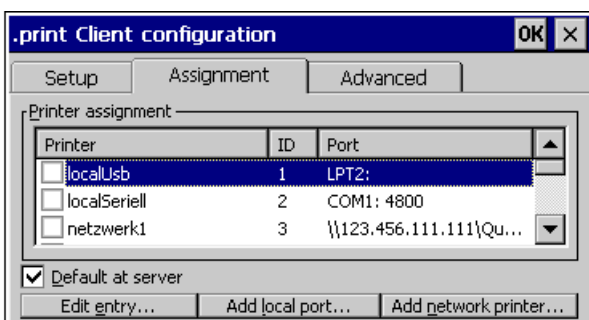 .print Client configuration OK
Setup Assignment Advanced
Printer assignment
Printer ID Port
localUsb 1 LPT2:
localSeriell 2 COM1: 4800
netzwerk1 3 \\123.456.111.111\Qu...
Default at server
Edit entry... Add local port... Add network printer...